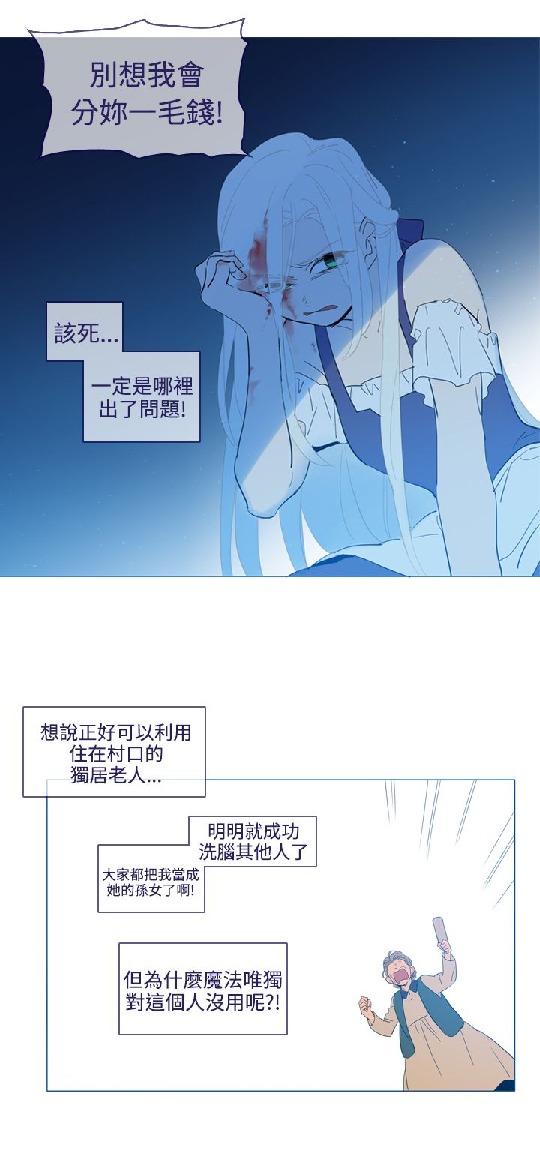 別想我會
分妳一毛錢!
該死...
一定是哪裡
出了問題!
想說正好可以利用
住在村口的
獨居老人...
明明就成功
洗腦其他人了
大家都把我當成
她的孫女了啊!
但為什麼魔法唯獨
對這個人沒用呢?!